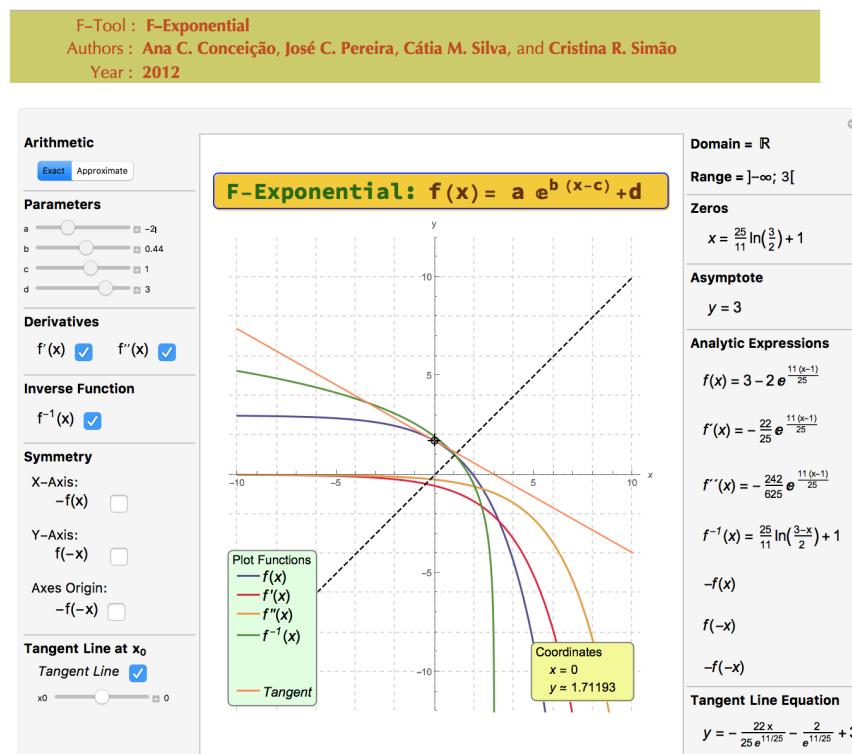 F-Tool : F-Exponential
Authors : Ana C. Conceição, José C. Pereira, Cátia M. Silva, and Cristina R. Simão
Year : 2012
Arithmetic
Exact Approximate
Parameters
a -2
b 0.44
c 1
d 3
Derivatives
f′(x) f′′(x)
Inverse Function
f⁻¹(x)
Symmetry
X-Axis:
-f(x)
Y-Axis:
f(-x)
Axes Origin:
-f(-x)
Tangent Line at x₀
Tangent Line
x0 0
F-Exponential: f(x)= a e^{b (x-c)} +d
y
10
5
-10 -5 5 10 x
-5
-10
Plot Functions
f(x)
f'(x)
f''(x)
f⁻¹(x)
Tangent
Coordinates
x = 0
y ≈ 1.71193
Domain = ℝ
Range = ]-∞; 3[
Zeros
x = 25/11 ln(3/2) + 1
Asymptote
y = 3
Analytic Expressions
f(x) = 3 - 2 e^{11 (x-1)/25}
f′(x) = - 22/25 e^{11 (x-1)/25}
f′′(x) = - 242/625 e^{11 (x-1)/25}
f⁻¹(x) = 25/11 ln((3-x)/2) + 1
-f(x)
f(-x)
-f(-x)
Tangent Line Equation
y = - 22 x/(25 e^{11/25}) - 2/e^{11/25} +